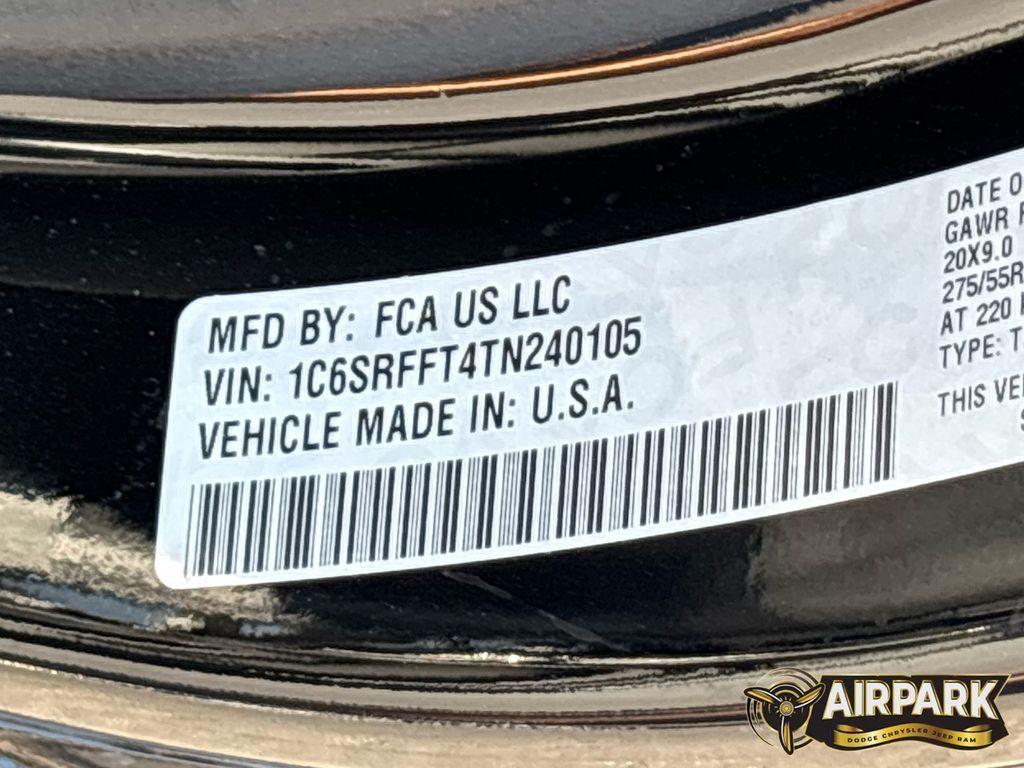 MFD BY: FCA US LLC
VIN: 1C6SRFFT4TN240105
VEHICLE MADE IN: U.S.A.
DATE O
GAWR
20X9.0
275/55R
AT 220
TYPE: T
THIS VE
AIRPARK
DODGE CHRYSLER JEEP RAM